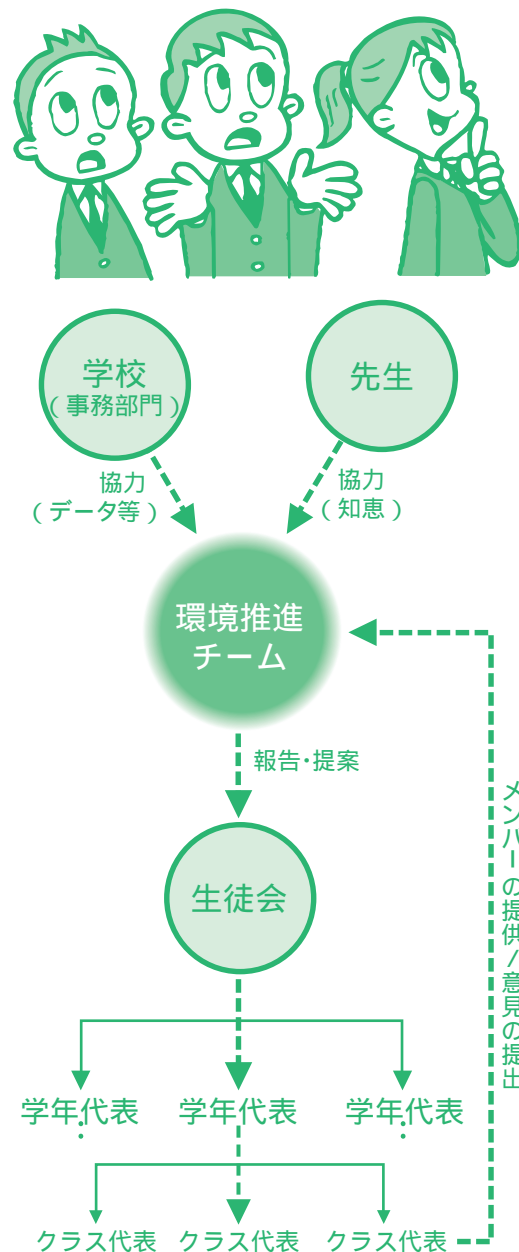 学校
(事務部門)
先生
協力
(データ等)
協力
(知恵)
環境推進
チーム
報告・提案
生徒会
メンバーの提供/意見の提出
学年代表
学年代表
学年代表
クラス代表
クラス代表
クラス代表